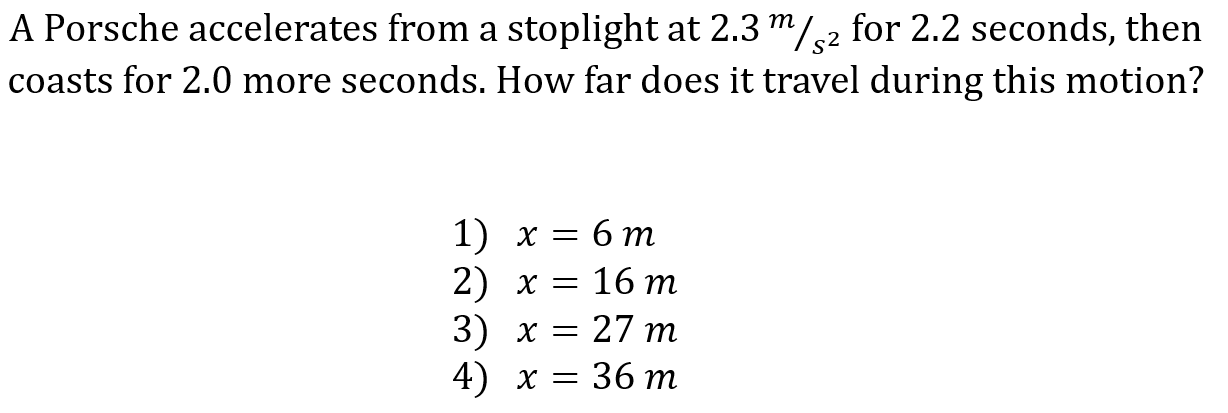 A Porsche accelerates from a stoplight at 2.3 m/s² for 2.2 seconds, then
coasts for 2.0 more seconds. How far does it travel during this motion?
1) x = 6 m
2) x = 16 m
3) x = 27 m
4) x = 36 m